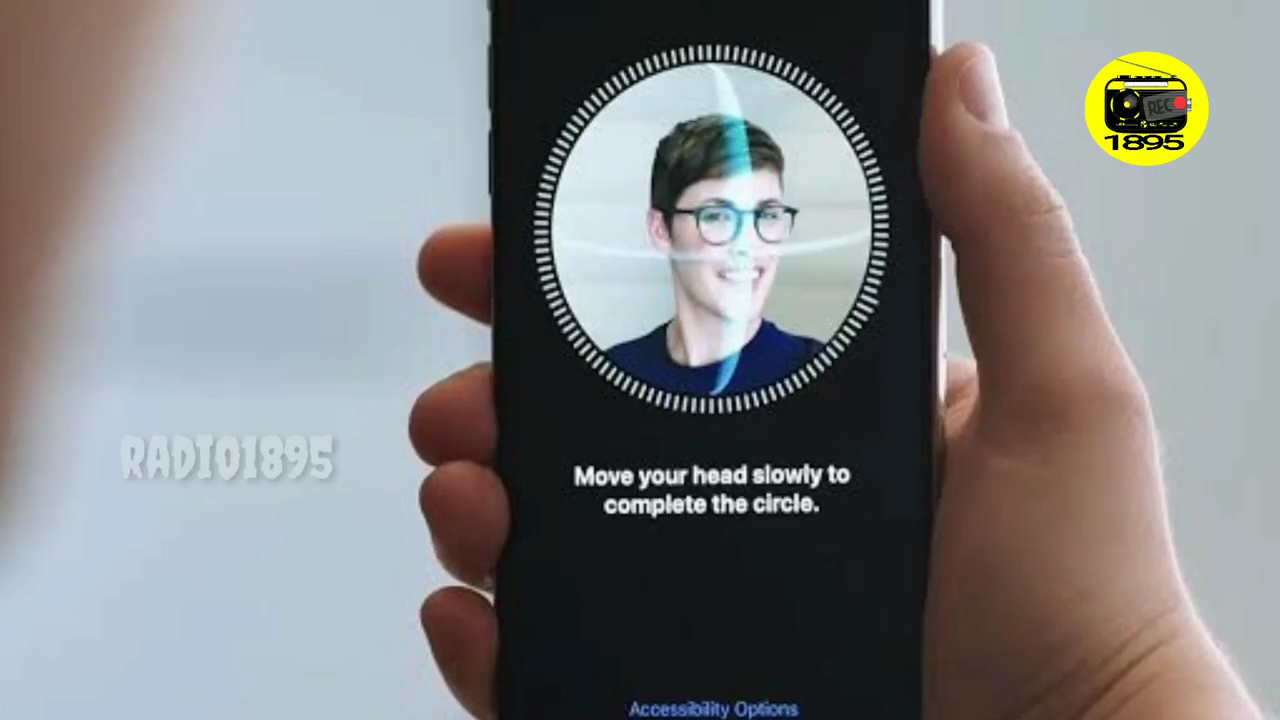 REC
1895
RADIO1895
Move your head slowly to
complete the circle.
Accessibility Options